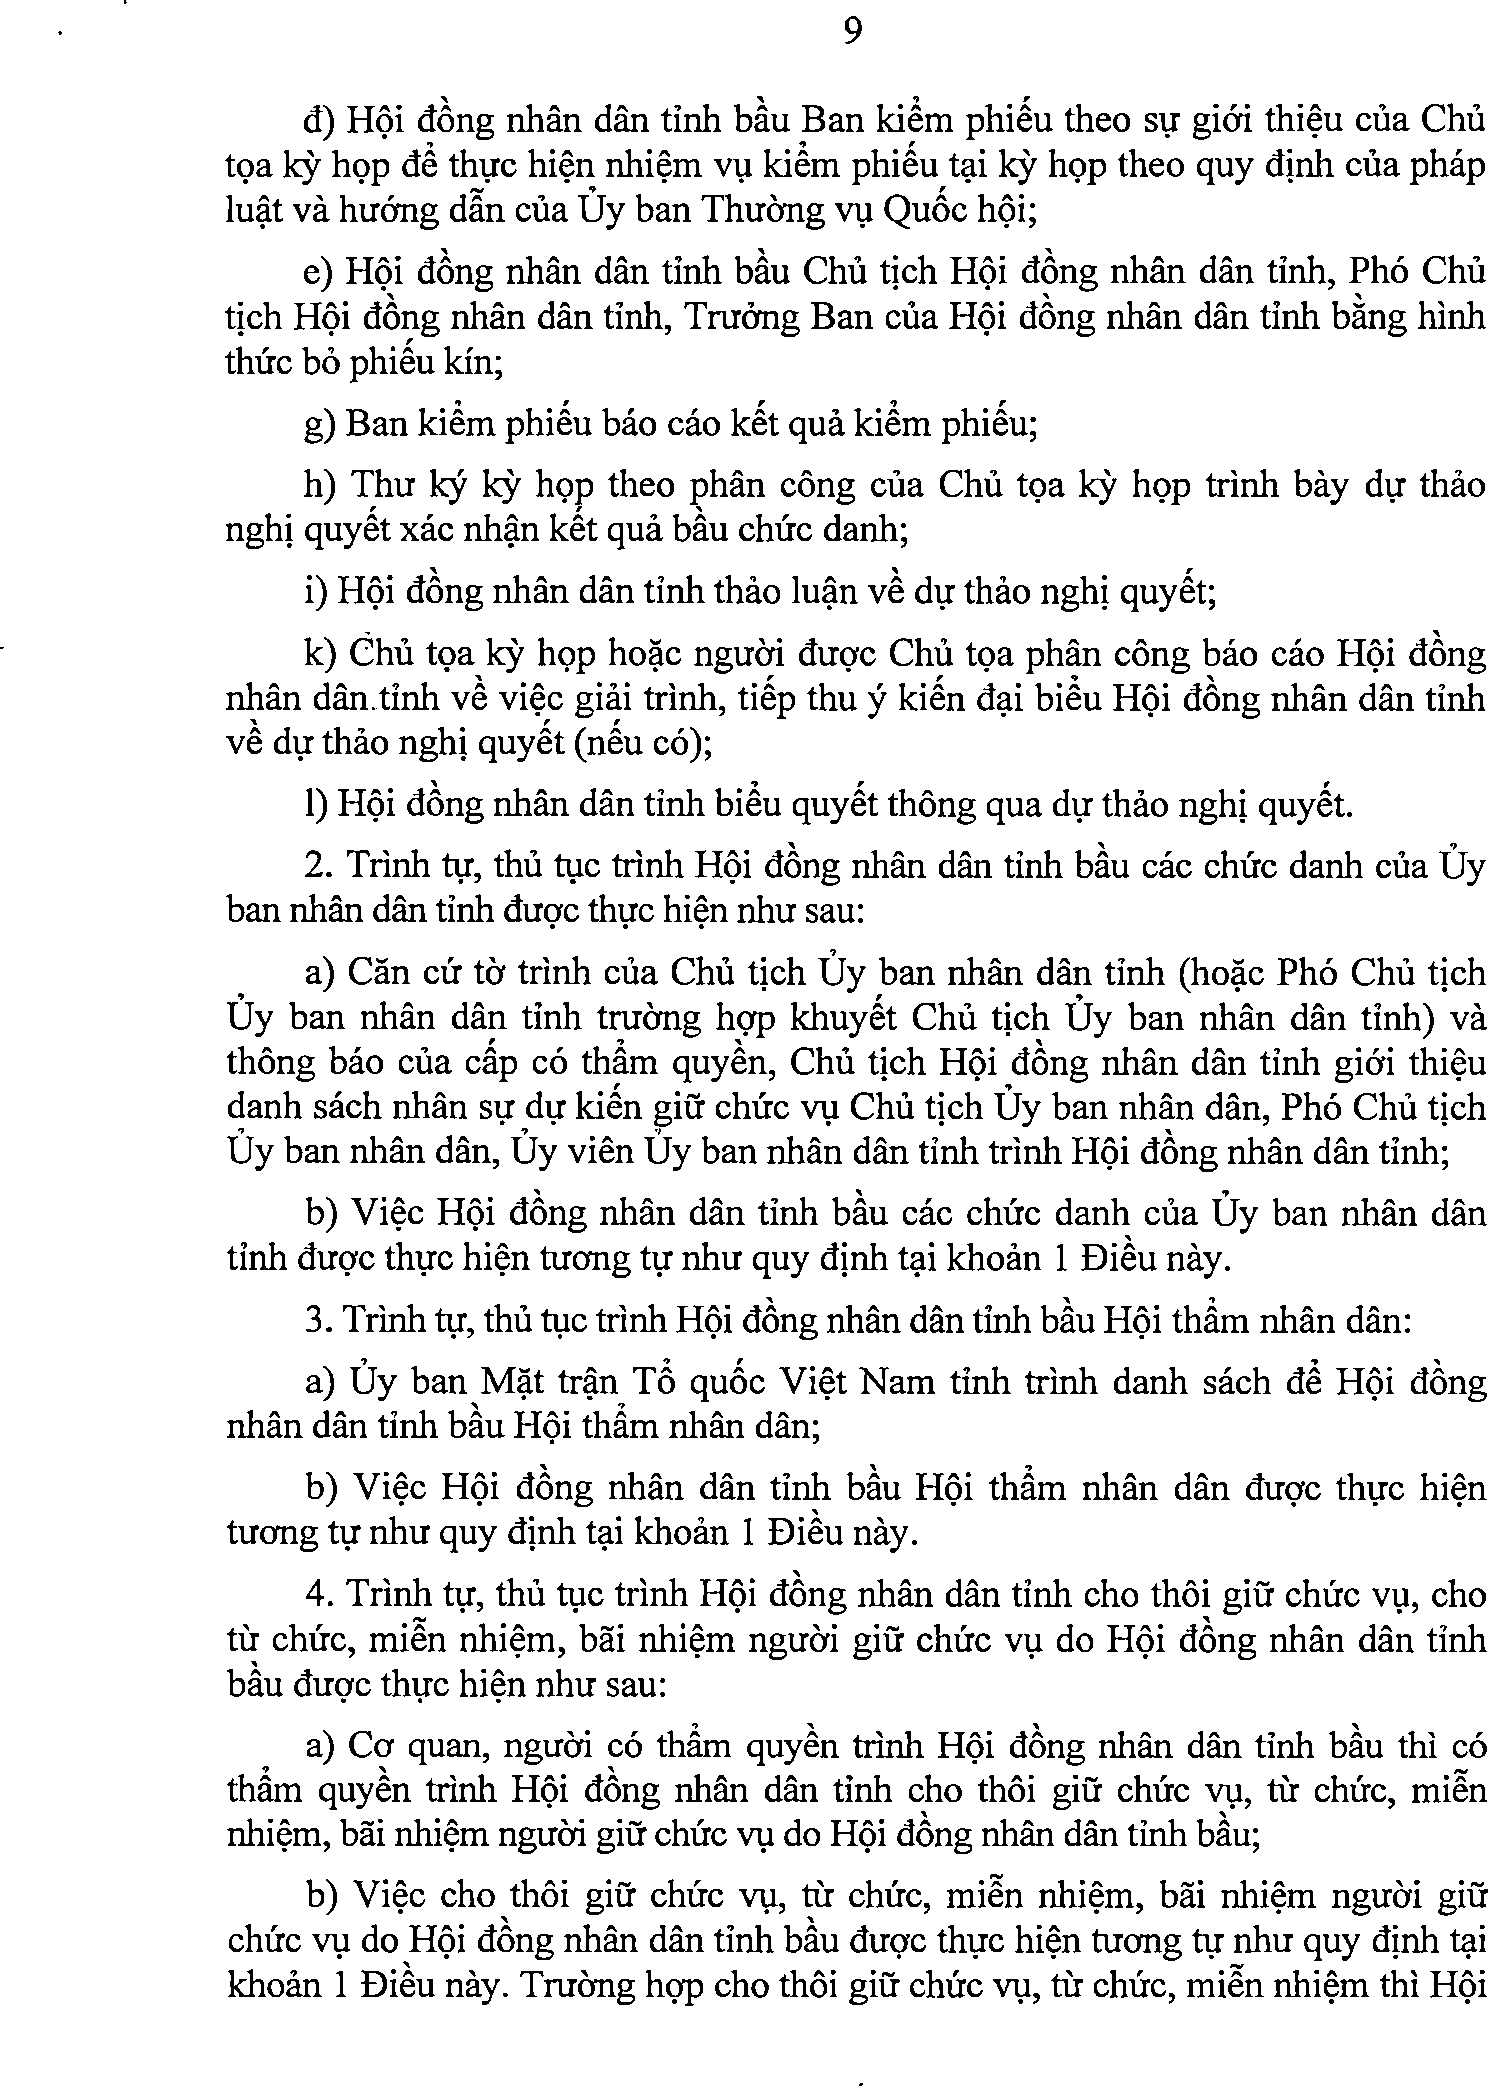 9
đ) Hội đồng nhân dân tỉnh bầu Ban kiểm phiếu theo sự giới thiệu của Chủ
tọa kỳ họp để thực hiện nhiệm vụ kiểm phiếu tại kỳ họp theo quy định của pháp
luật và hướng dẫn của Ủy ban Thường vụ Quốc hội;
e) Hội đồng nhân dân tỉnh bầu Chủ tịch Hội đồng nhân dân tỉnh, Phó Chủ
tịch Hội đồng nhân dân tỉnh, Trưởng Ban của Hội đồng nhân dân tỉnh bằng hình
thức bỏ phiếu kín;
g) Ban kiểm phiếu báo cáo kết quả kiểm phiếu;
h) Thư ký kỳ họp theo phân công của Chủ tọa kỳ họp trình bày dự thảo
nghị quyết xác nhận kết quả bầu chức danh;
i) Hội đồng nhân dân tỉnh thảo luận về dự thảo nghị quyết;
k) Chủ tọa kỳ họp hoặc người được Chủ tọa phân công báo cáo Hội đồng
nhân dân tỉnh về việc giải trình, tiếp thu ý kiến đại biểu Hội đồng nhân dân tỉnh
về dự thảo nghị quyết (nếu có);
l) Hội đồng nhân dân tỉnh biểu quyết thông qua dự thảo nghị quyết.
2. Trình tự, thủ tục trình Hội đồng nhân dân tỉnh bầu các chức danh của Ủy
ban nhân dân tỉnh được thực hiện như sau:
a) Căn cứ tờ trình của Chủ tịch Ủy ban nhân dân tỉnh (hoặc Phó Chủ tịch
Ủy ban nhân dân tỉnh trường hợp khuyết Chủ tịch Ủy ban nhân dân tỉnh) và
thông báo của cấp có thẩm quyền, Chủ tịch Hội đồng nhân dân tỉnh giới thiệu
danh sách nhân sự dự kiến giữ chức vụ Chủ tịch Ủy ban nhân dân, Phó Chủ tịch
Ủy ban nhân dân, Ủy viên Ủy ban nhân dân tỉnh trình Hội đồng nhân dân tỉnh;
b) Việc Hội đồng nhân dân tỉnh bầu các chức danh của Ủy ban nhân dân
tỉnh được thực hiện tương tự như quy định tại khoản 1 Điều này.
3. Trình tự, thủ tục trình Hội đồng nhân dân tỉnh bầu Hội thẩm nhân dân:
a) Ủy ban Mặt trận Tổ quốc Việt Nam tỉnh trình danh sách để Hội đồng
nhân dân tỉnh bầu Hội thẩm nhân dân;
b) Việc Hội đồng nhân dân tỉnh bầu Hội thẩm nhân dân được thực hiện
tương tự như quy định tại khoản 1 Điều này.
4. Trình tự, thủ tục trình Hội đồng nhân dân tỉnh cho thôi giữ chức vụ, cho
từ chức, miễn nhiệm, bãi nhiệm người giữ chức vụ do Hội đồng nhân dân tỉnh
bầu được thực hiện như sau:
a) Cơ quan, người có thẩm quyền trình Hội đồng nhân dân tỉnh bầu thì có
thẩm quyền trình Hội đồng nhân dân tỉnh cho thôi giữ chức vụ, từ chức, miễn
nhiệm, bãi nhiệm người giữ chức vụ do Hội đồng nhân dân tỉnh bầu;
b) Việc cho thôi giữ chức vụ, từ chức, miễn nhiệm, bãi nhiệm người giữ
chức vụ do Hội đồng nhân dân tỉnh bầu được thực hiện tương tự như quy định tại
khoản 1 Điều này. Trường hợp cho thôi giữ chức vụ, từ chức, miễn nhiệm thì Hội